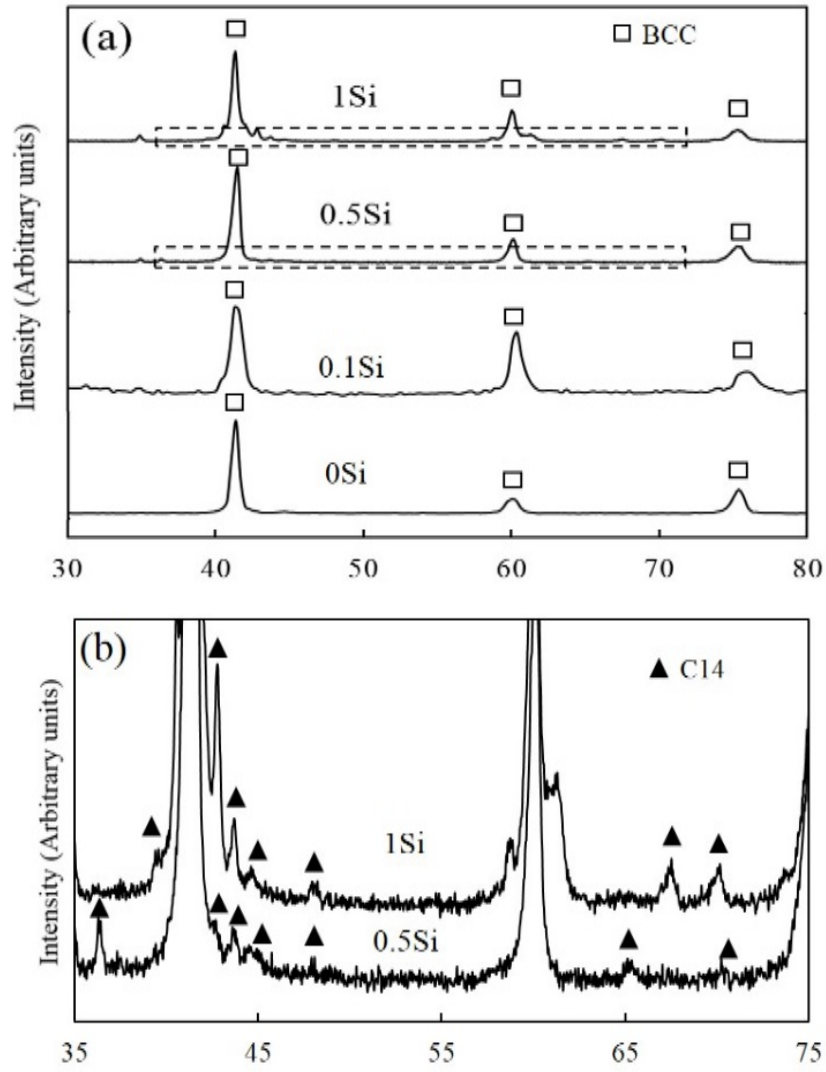 (a)
□ BCC
1Si
0.5Si
0.1Si
0Si
Intensity (Arbitrary units)
30 40 50 60 70 80
(b)
▲ C14
1Si
0.5Si
Intensity (Arbitrary units)
35 45 55 65 75